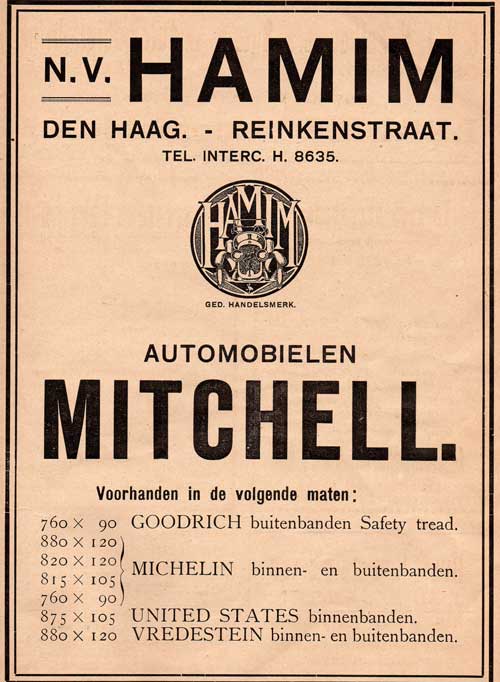 N.V. HAMIM
DEN HAAG. - REINKENSTRAAT.
TEL. INTERC. H. 8635.
HAMIM
GED. HANDELSMERK.
AUTOMOBIELEN
MITCHELL.
Voorhanden in de volgende maten:
760 × 90 GOODRICH buitenbanden Safety tread.
880 × 120
820 × 120
815 × 105 MICHELIN binnen- en buitenbanden.
760 × 90
875 × 105 UNITED STATES binnenbanden.
880 × 120 VREDESTEIN binnen- en buitenbanden.